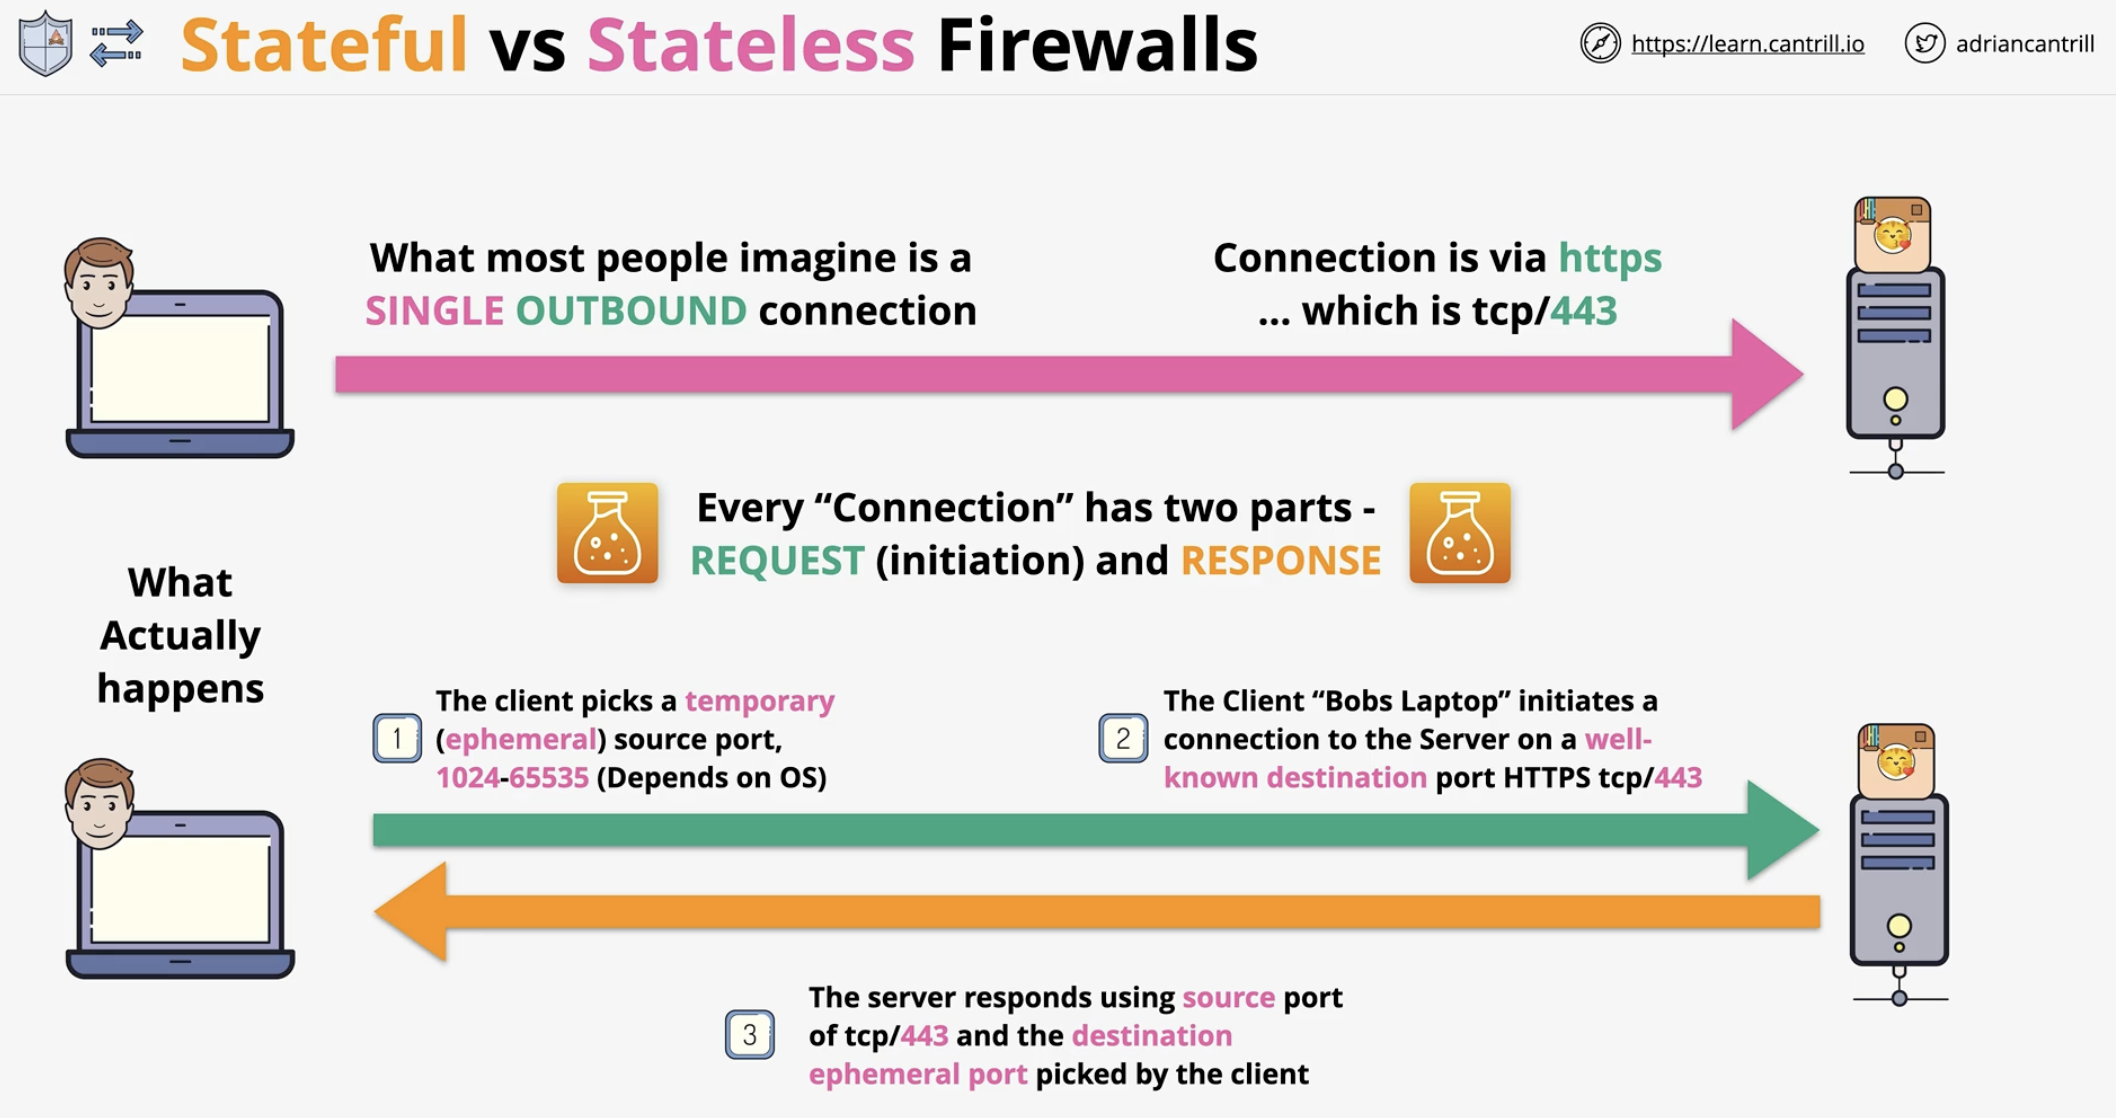 Stateful vs Stateless Firewalls
https://learn.cantrill.io
adriancantrill
What most people imagine is a
SINGLE OUTBOUND connection
Connection is via https
... which is tcp/443
Every “Connection” has two parts -
REQUEST (initiation) and RESPONSE
What
Actually
happens
1
The client picks a temporary
(ephemeral) source port,
1024-65535 (Depends on OS)
2
The Client “Bobs Laptop” initiates a
connection to the Server on a well-
known destination port HTTPS tcp/443
3
The server responds using source port
of tcp/443 and the destination
ephemeral port picked by the client